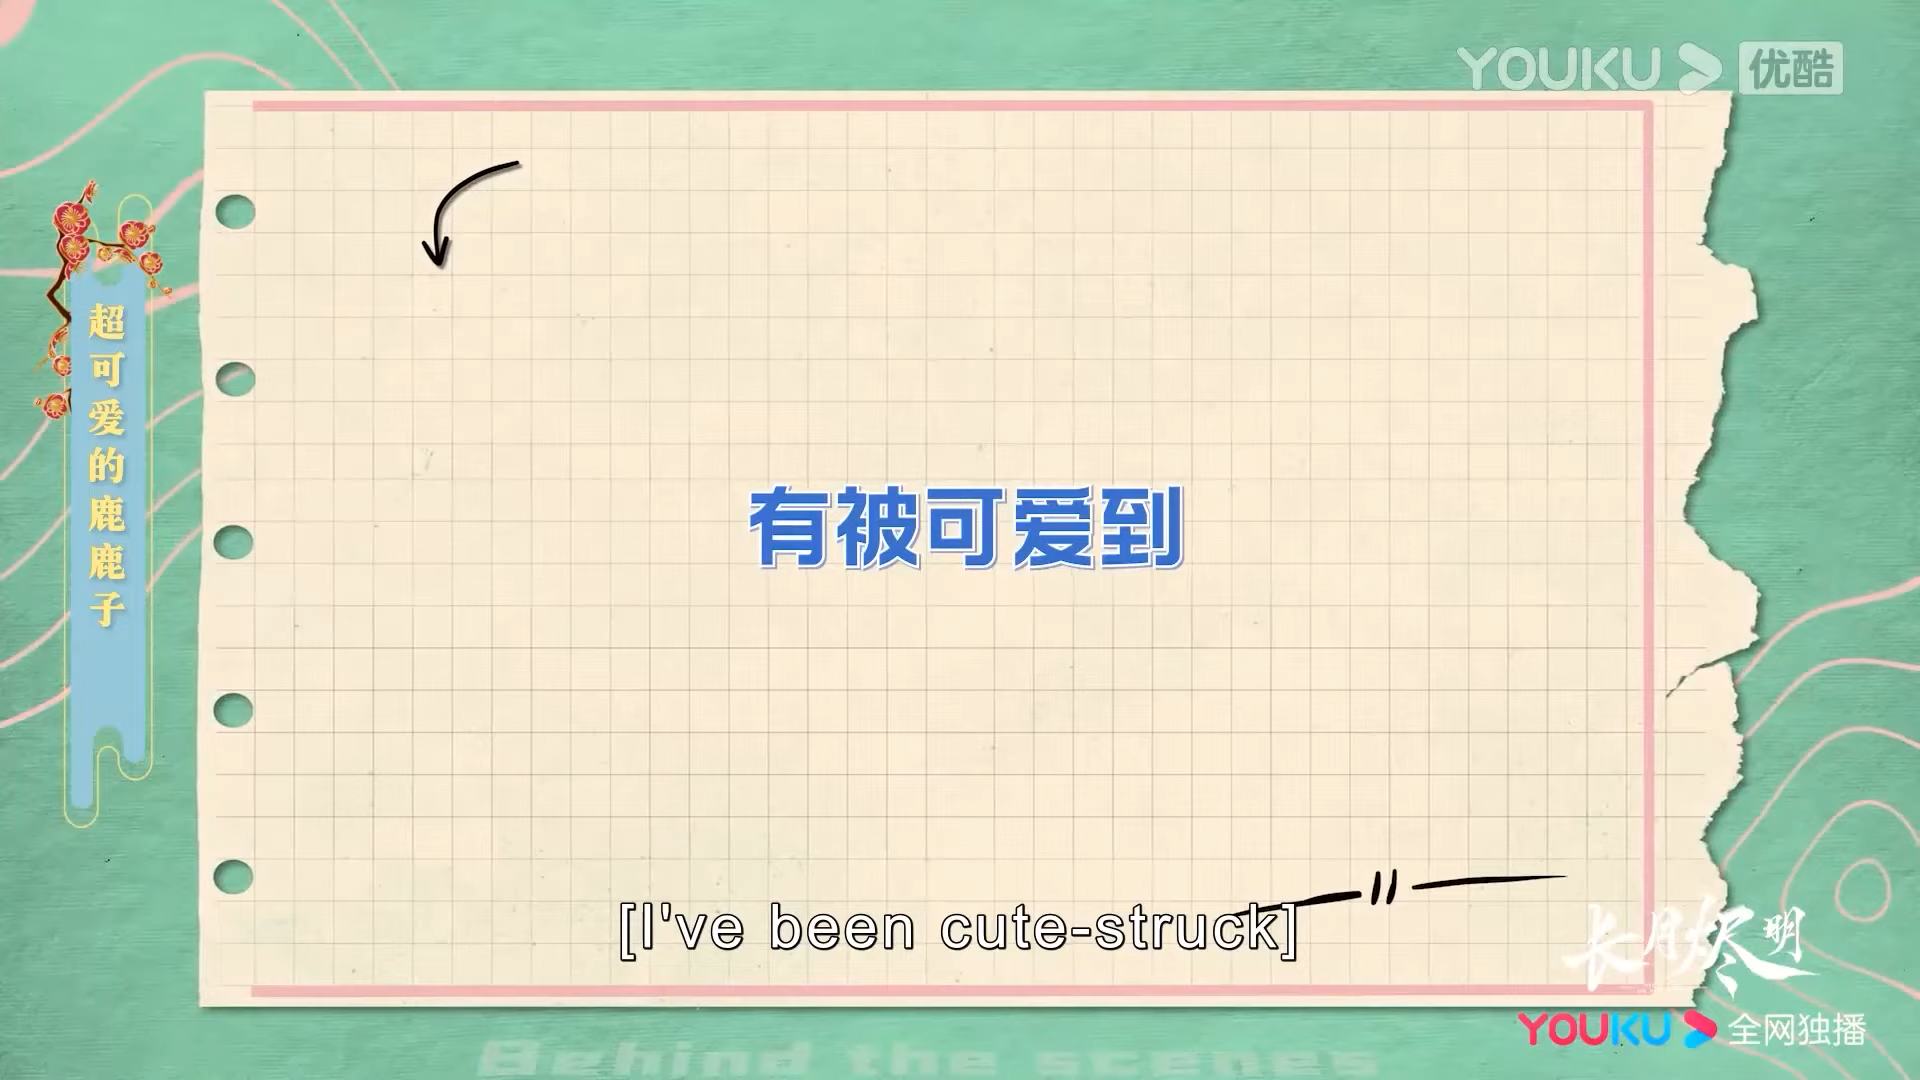 YOUKU 优酷
超可爱的鹿鹿子
有被可爱到
[I've been cute-struck]
长月烬明
YOUKU 全网独播
Behind the scenes